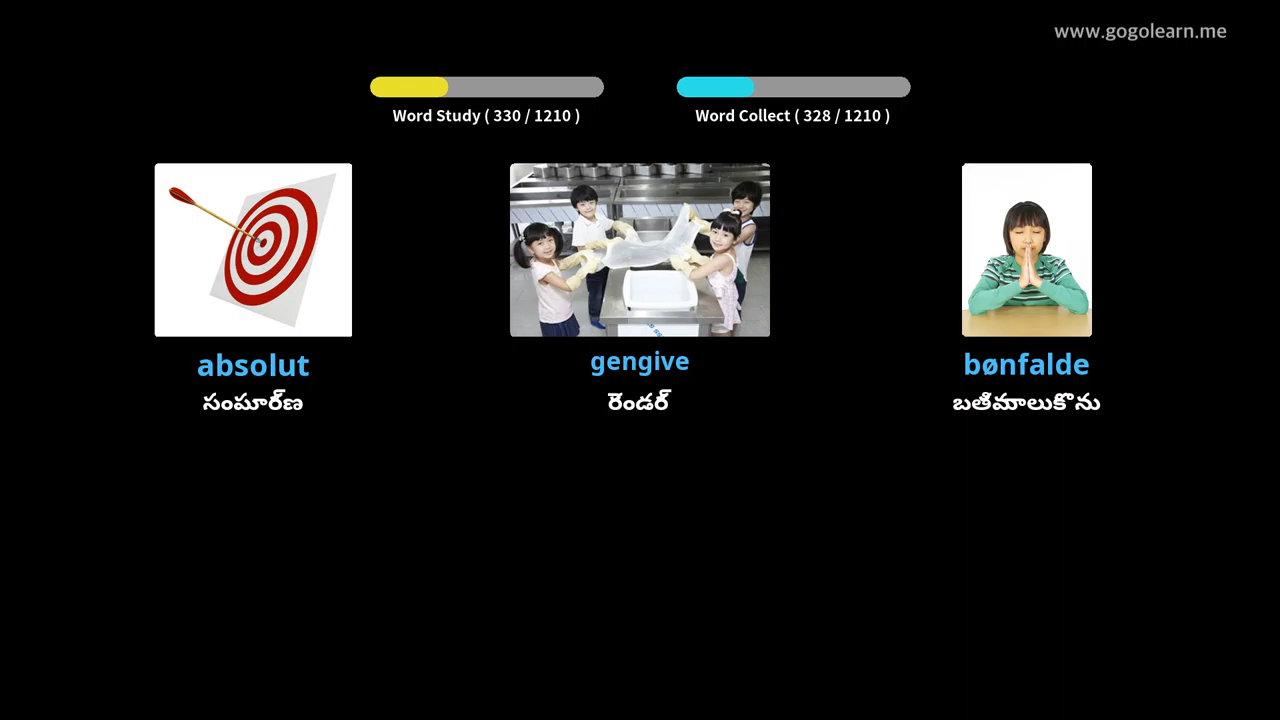 www.gogolearn.me
Word Study ( 330 / 1210 )
Word Collect ( 328 / 1210 )
absolut
సంపూర్ణ
gengive
రెండర్
bønfalde
బతిమాలుకొను